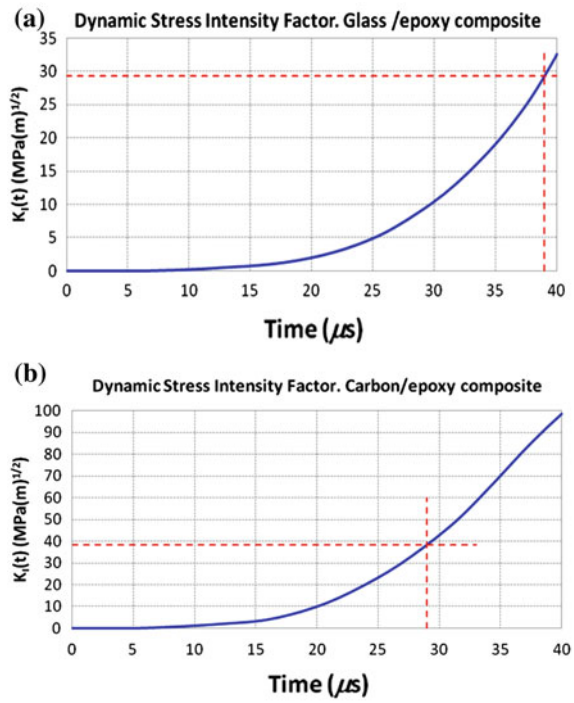 (a)
Dynamic Stress Intensity Factor. Glass /epoxy composite
35
30
25
20
15
10
5
0
K_I(t) (MPa(m)^1/2)
0 5 10 15 20 25 30 35 40
Time (μs)
(b)
Dynamic Stress Intensity Factor. Carbon/epoxy composite
100
90
80
70
60
50
40
30
20
10
0
K_I(t) (MPa(m)^1/2)
0 5 10 15 20 25 30 35 40
Time (μs)